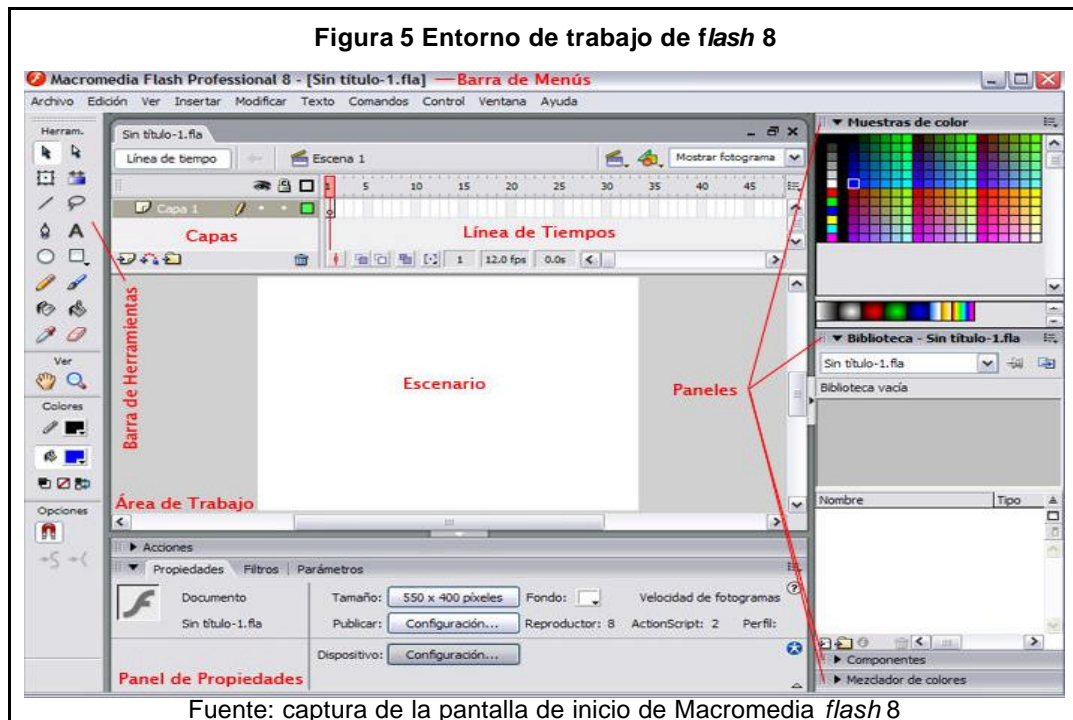 Figura 5 Entorno de trabajo de flash 8
Macromedia Flash Professional 8 - [Sin título-1.fla] Barra de Menús
Archivo Edición Ver Insertar Modificar Texto Comandos Control Ventana Ayuda
Herram.
Sin título-1.fla
Línea de tiempo Escena 1 Mostrar fotograma
1 5 10 15 20 25 30 35 40 45
Capa 1
Capas
Línea de Tiempos
1 12.0 fps 0.0s
Barra de Herramientas
Escenario
Área de Trabajo
Ver
Colores
Opciones
Muestras de color
Paneles
Biblioteca - Sin título-1.fla
Sin título-1.fla
Biblioteca vacía
Nombre Tipo
Componentes
Mezclador de colores
Acciones
Propiedades Filtros Parámetros
Documento Tamaño: 550 x 400 píxeles Fondo: Velocidad de fotogramas
Sin título-1.fla Publicar: Configuración... Reproductor: 8 ActionScript: 2 Perfil:
Dispositivo: Configuración...
Panel de Propiedades
Fuente: captura de la pantalla de inicio de Macromedia flash 8